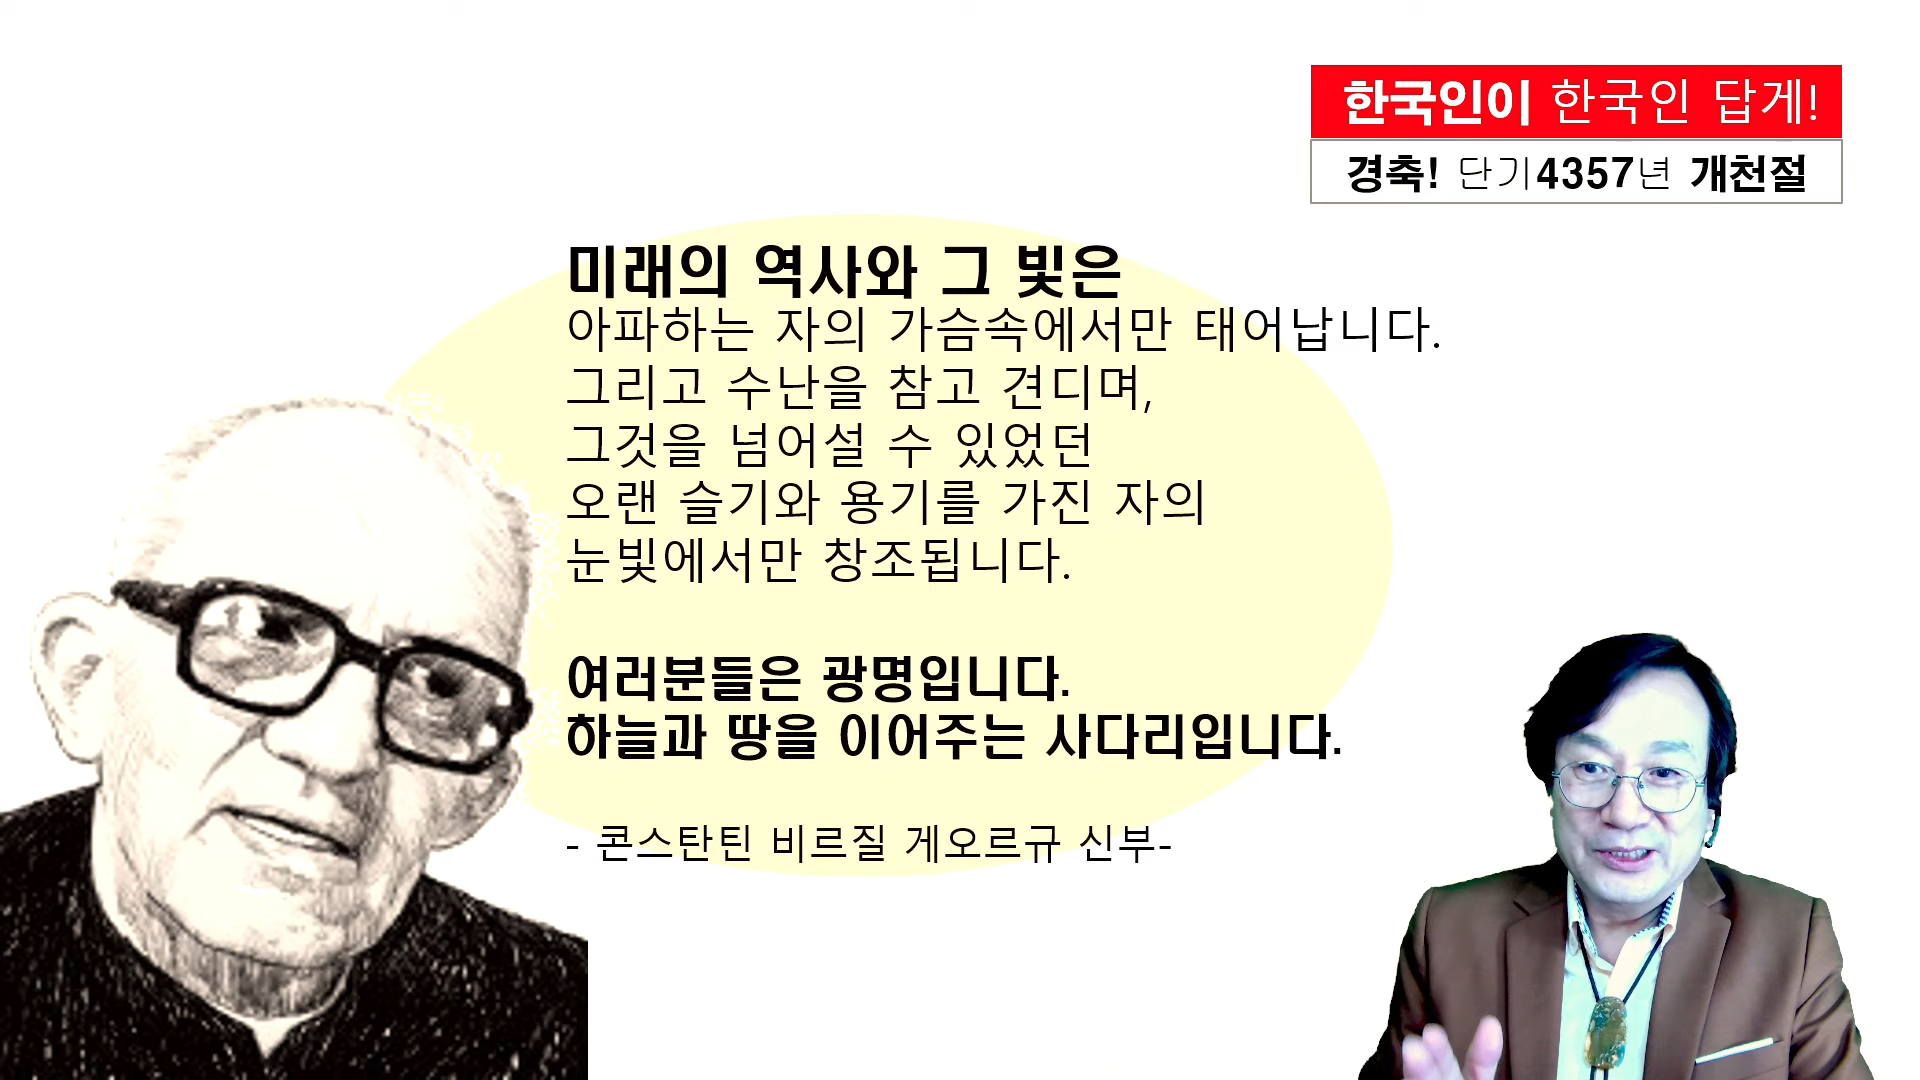 한국인이 한국인 답게!
경축! 단기4357년 개천절
미래의 역사와 그 빛은
아파하는 자의 가슴속에서만 태어납니다.
그리고 수난을 참고 견디며,
그것을 넘어설 수 있었던
오랜 슬기와 용기를 가진 자의
눈빛에서만 창조됩니다.
여러분들은 광명입니다.
하늘과 땅을 이어주는 사다리입니다.
- 콘스탄틴 비르질 게오르규 신부-